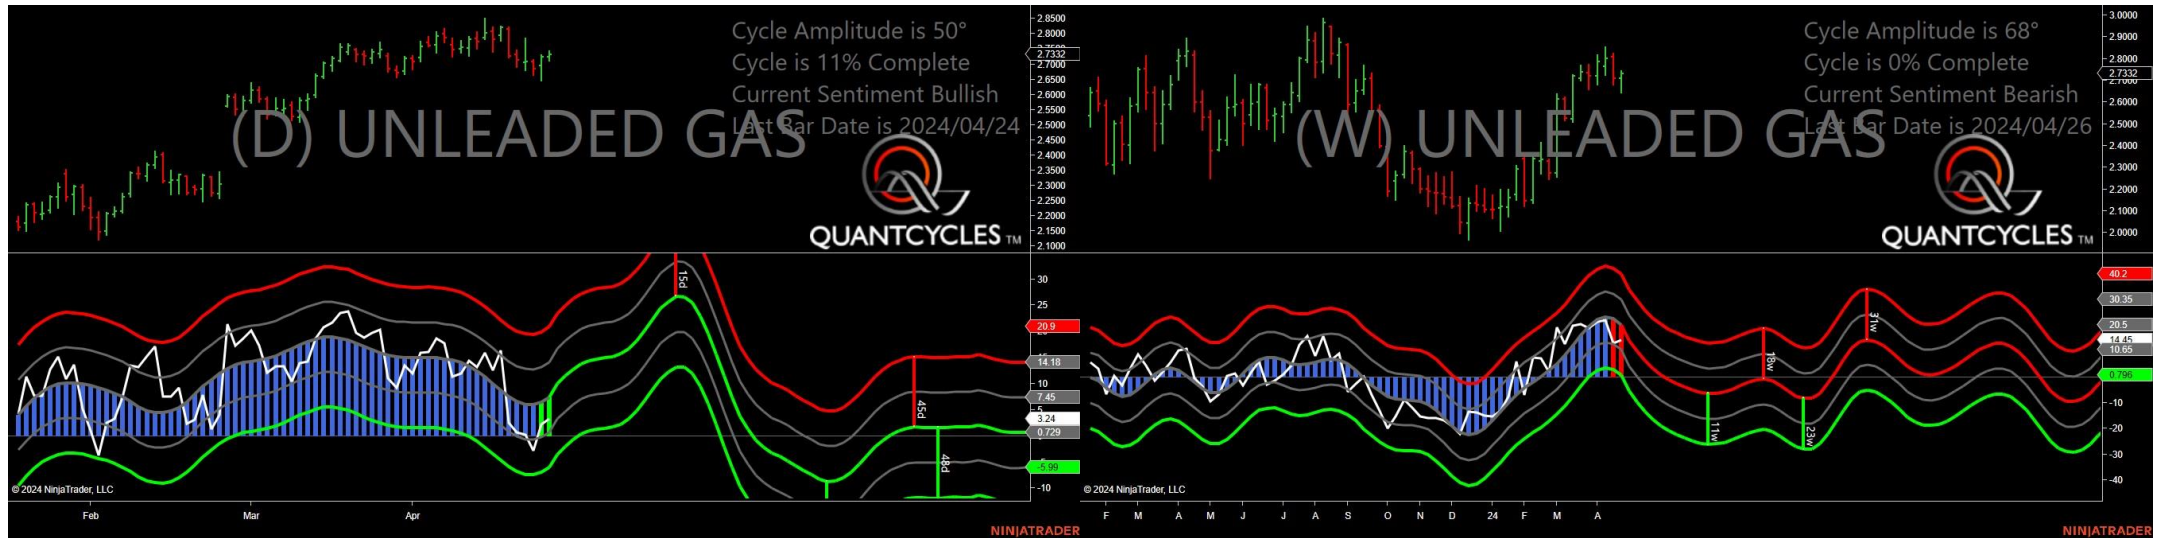 Cycle Amplitude is 50°
Cycle is 11% Complete
Current Sentiment Bullish
Last Bar Date is 2024/04/24
(D) UNLEADED GAS
QUANTCYCLES TM
2.8500
2.8000
2.7332
2.7000
2.6500
2.6000
2.5500
2.5000
2.4500
2.4000
2.3500
2.3000
2.2500
2.2000
2.1500
2.1000
15d
45d
48d
30
25
20.9
14.18
10
7.45
5
3.24
0.729
-5.99
-10
© 2024 NinjaTrader, LLC
Feb
Mar
Apr
NINJATRADER
Cycle Amplitude is 68°
Cycle is 0% Complete
Current Sentiment Bearish
Last Bar Date is 2024/04/26
(W) UNLEADED GAS
QUANTCYCLES TM
3.0000
2.9000
2.8000
2.7332
2.6000
2.5000
2.4000
2.3000
2.2000
2.1000
2.0000
11w
18w
23w
31w
40.2
30.35
20.5
14.45
10.65
0.796
-10
-20
-30
-40
© 2024 NinjaTrader, LLC
F M A M J J A S O N D 24 F M A
NINJATRADER